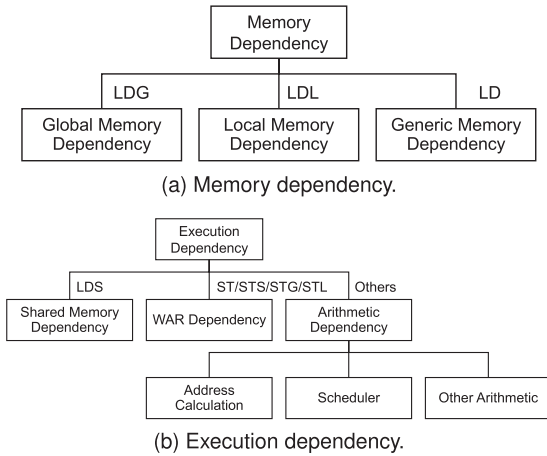 Memory
Dependency
LDG
LDL
LD
Global Memory
Dependency
Local Memory
Dependency
Generic Memory
Dependency
(a) Memory dependency.
Execution
Dependency
LDS
ST/STS/STG/STL
Others
Shared Memory
Dependency
WAR Dependency
Arithmetic
Dependency
Address
Calculation
Scheduler
Other Arithmetic
(b) Execution dependency.